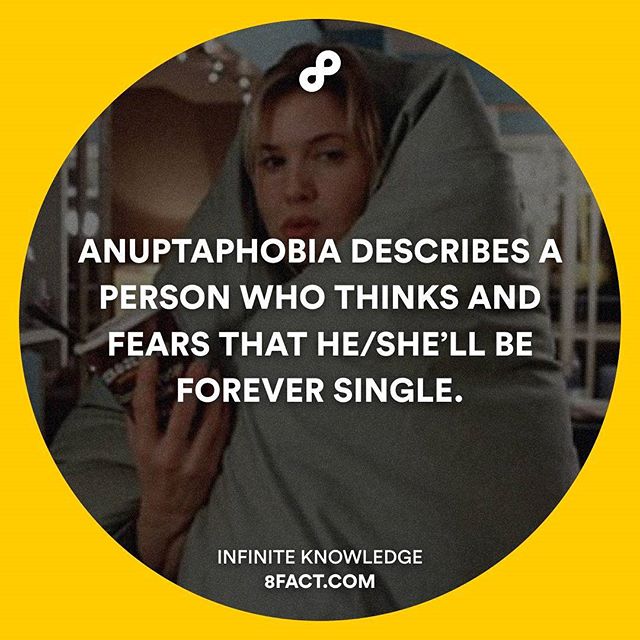 ANUPTAPHOBIA DESCRIBES A
PERSON WHO THINKS AND
FEARS THAT HE/SHE’LL BE
FOREVER SINGLE.
INFINITE KNOWLEDGE
8FACT.COM